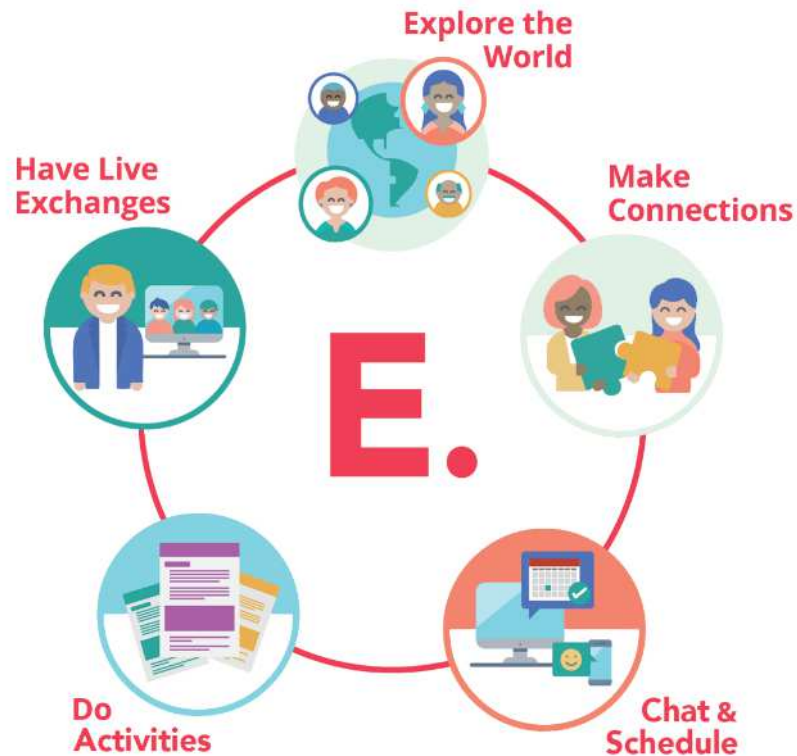 Explore the
World
Make
Connections
Chat &
Schedule
Do
Activities
Have Live
Exchanges
E.